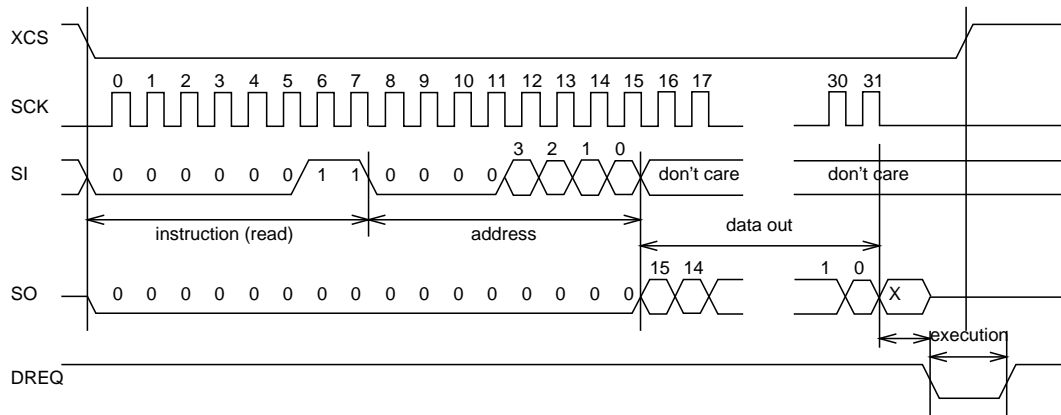 XCS
0 1 2 3 4 5 6 7 8 9 10 11 12 13 14 15 16 17 30 31
SCK
3 2 1 0
SI 0 0 0 0 0 0 1 1 0 0 0 0 don't care don't care
instruction (read) address data out
15 14 1 0
SO 0 0 0 0 0 0 0 0 0 0 0 0 0 0 0 0 X
execution
DREQ